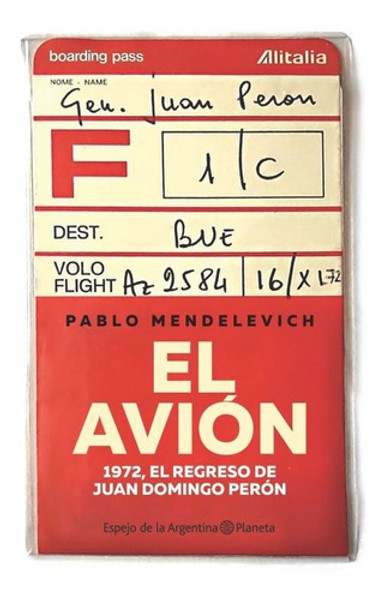 boarding pass Alitalia
NOME - NAME
Gen. Juan Peron
F 1/C
DEST. BUE
VOLO
FLIGHT Az 2584 16/XI.72
PABLO MENDELEVICH
EL
AVIÓN
1972, EL REGRESO DE
JUAN DOMINGO PERÓN
Espejo de la Argentina Planeta